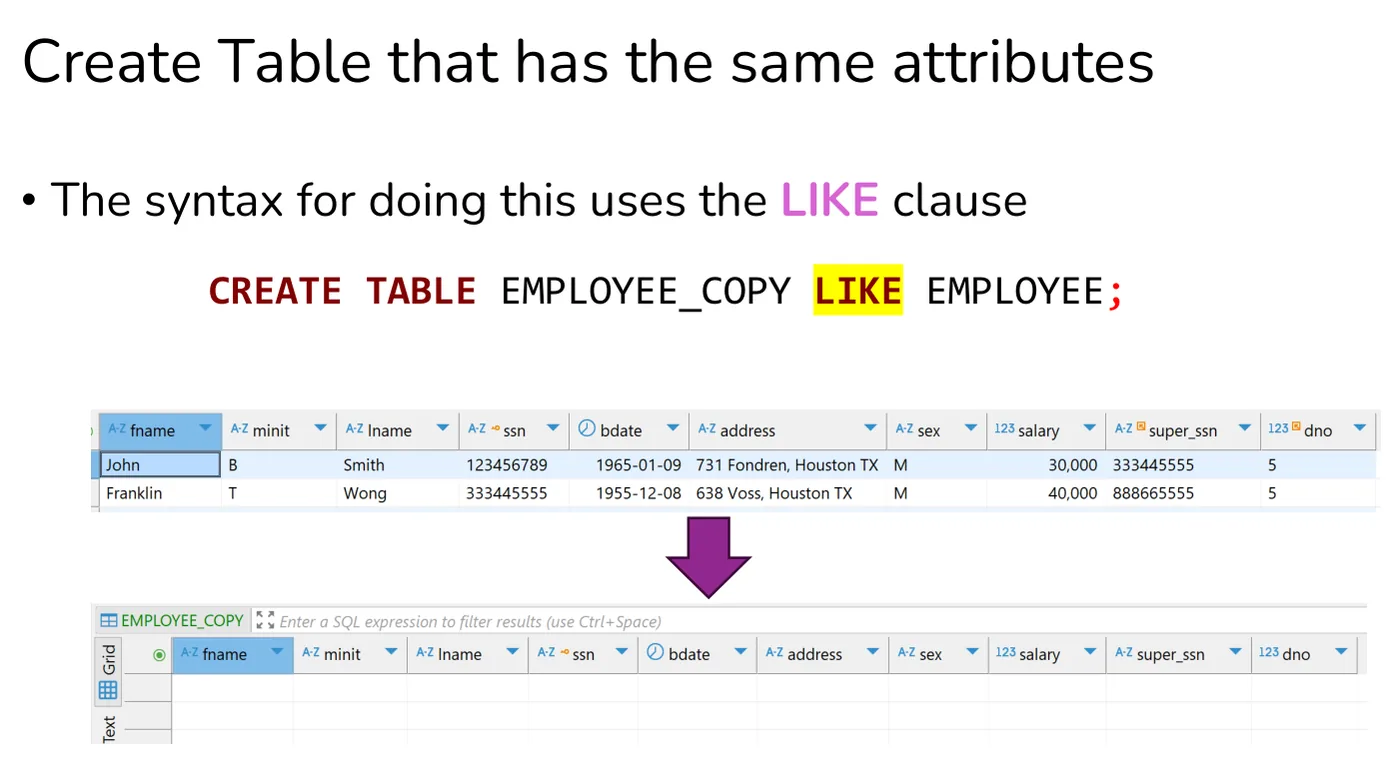 Create Table that has the same attributes
• The syntax for doing this uses the LIKE clause
CREATE TABLE EMPLOYEE_COPY LIKE EMPLOYEE;
A-Z fname A-Z minit A-Z lname A-Z ssn bdate A-Z address A-Z sex 123 salary A-Z super_ssn 123 dno
John B Smith 123456789 1965-01-09 731 Fondren, Houston TX M 30,000 333445555 5
Franklin T Wong 333445555 1955-12-08 638 Voss, Houston TX M 40,000 888665555 5
EMPLOYEE_COPY Enter a SQL expression to filter results (use Ctrl+Space)
Grid
A-Z fname A-Z minit A-Z lname A-Z ssn bdate A-Z address A-Z sex 123 salary A-Z super_ssn 123 dno
Text